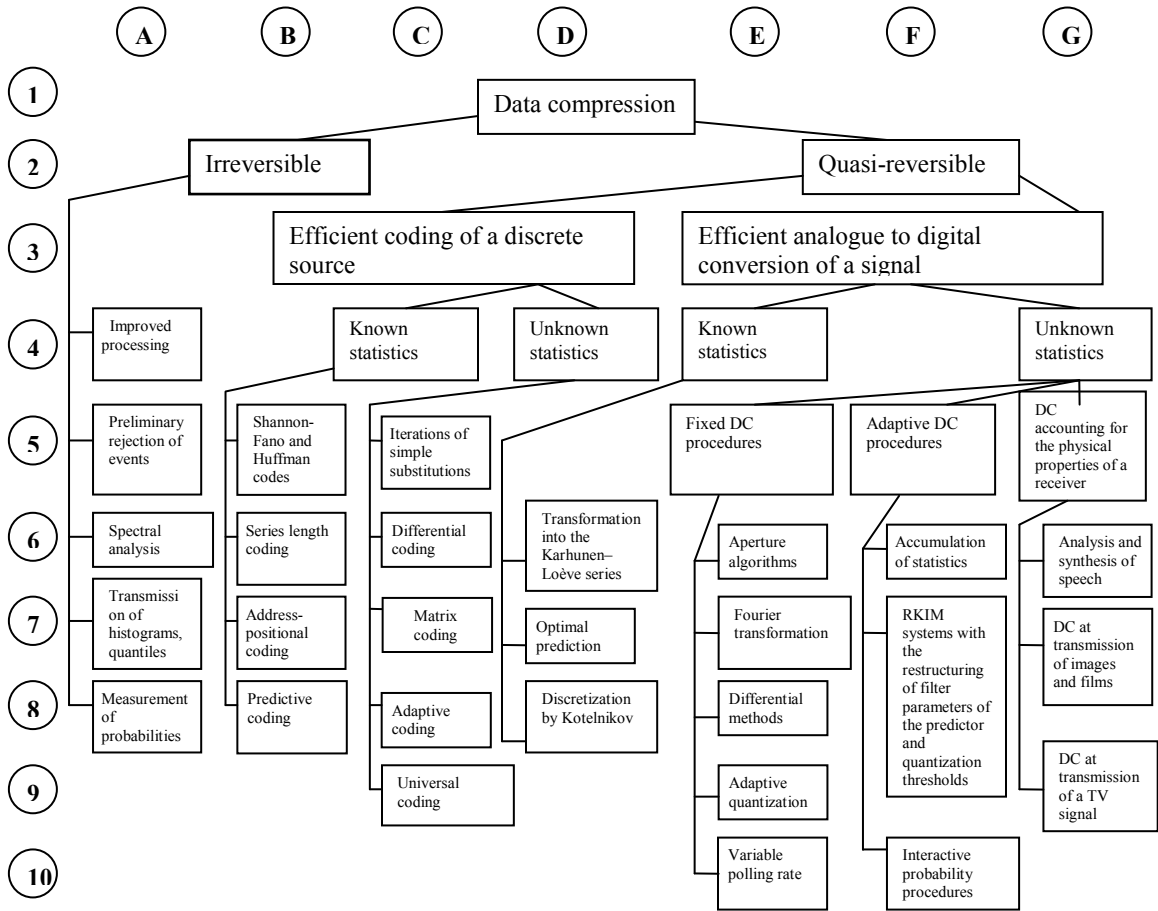 A B C D E F G
1
Data compression
2
Irreversible
Quasi-reversible
3
Efficient coding of a discrete
source
Efficient analogue to digital
conversion of a signal
4
Improved
processing
Known
statistics
Unknown
statistics
Known
statistics
Unknown
statistics
5
Preliminary
rejection of
events
Shannon-
Fano and
Huffman
codes
Iterations of
simple
substitutions
Fixed DC
procedures
Adaptive DC
procedures
DC
accounting for
the physical
properties of a
receiver
6
Spectral
analysis
Series length
coding
Differential
coding
Transformation
into the
Karhunen–
Loève series
Aperture
algorithms
Accumulation
of statistics
Analysis and
synthesis of
speech
7
Transmissi
on of
histograms,
quantiles
Address-
positional
coding
Matrix
coding
Optimal
prediction
Fourier
transformation
RKIM
systems with
the
restructuring
of filter
parameters
of the
predictor
and
quantization
thresholds
DC at
transmission
of images
and films
8
Measurement
of
probabilities
Predictive
coding
Adaptive
coding
Discretization
by Kotelnikov
Differential
methods
9
Universal
coding
Adaptive
quantization
DC at
transmission
of a TV
signal
10
Variable
polling rate
Interactive
probability
procedures